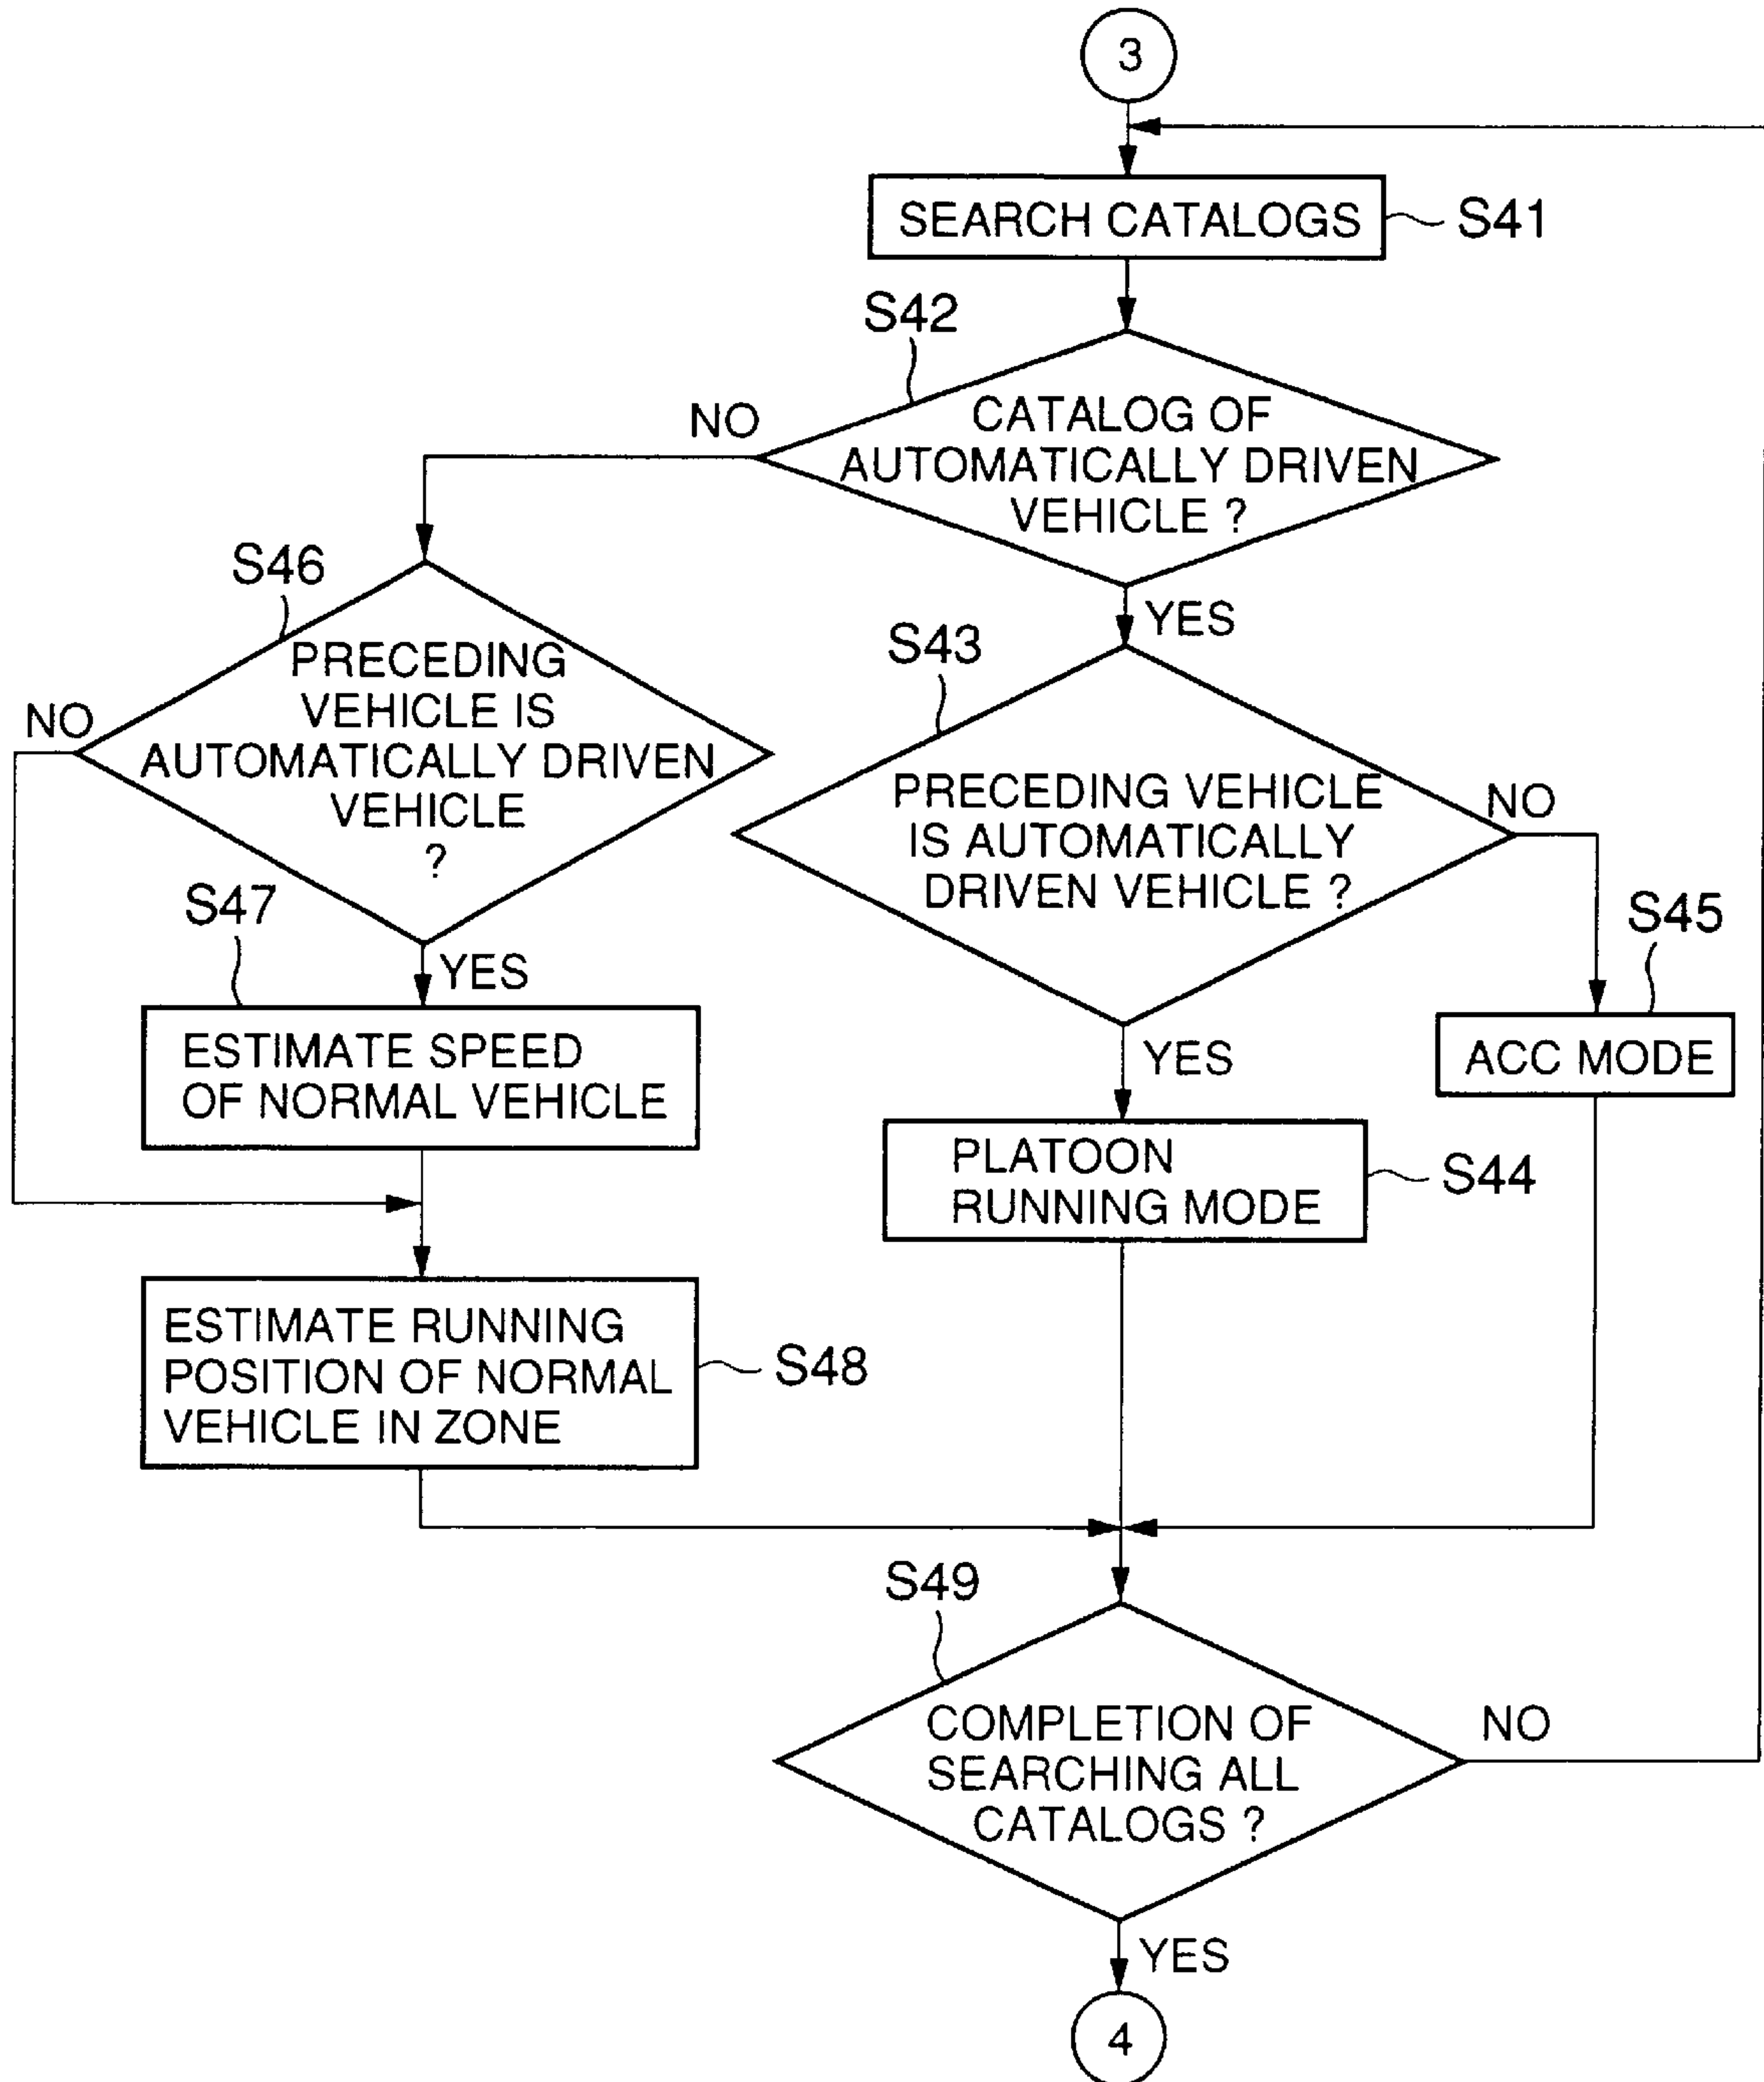 3
SEARCH CATALOGS
S41
S42
NO
CATALOG OF
AUTOMATICALLY DRIVEN
VEHICLE ?
YES
S46
PRECEDING
VEHICLE IS
AUTOMATICALLY DRIVEN
VEHICLE
?
NO
S43
PRECEDING VEHICLE
IS AUTOMATICALLY
DRIVEN VEHICLE ?
NO
S47
YES
ESTIMATE SPEED
OF NORMAL VEHICLE
YES
S45
ACC MODE
PLATOON
RUNNING MODE
S44
ESTIMATE RUNNING
POSITION OF NORMAL
VEHICLE IN ZONE
S48
S49
COMPLETION OF
SEARCHING ALL
CATALOGS ?
NO
YES
4